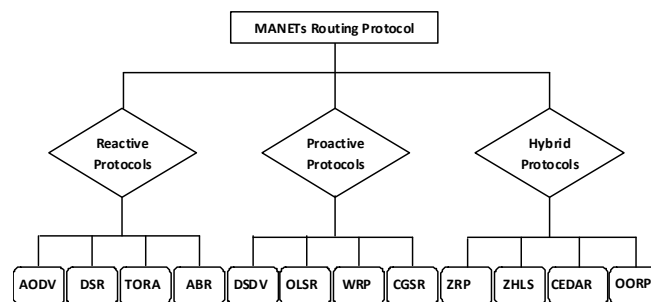 MANETs Routing Protocol
Reactive
Protocols
Proactive
Protocols
Hybrid
Protocols
AODV
DSR
TORA
ABR
DSDV
OLSR
WRP
CGSR
ZRP
ZHLS
CEDAR
OORP